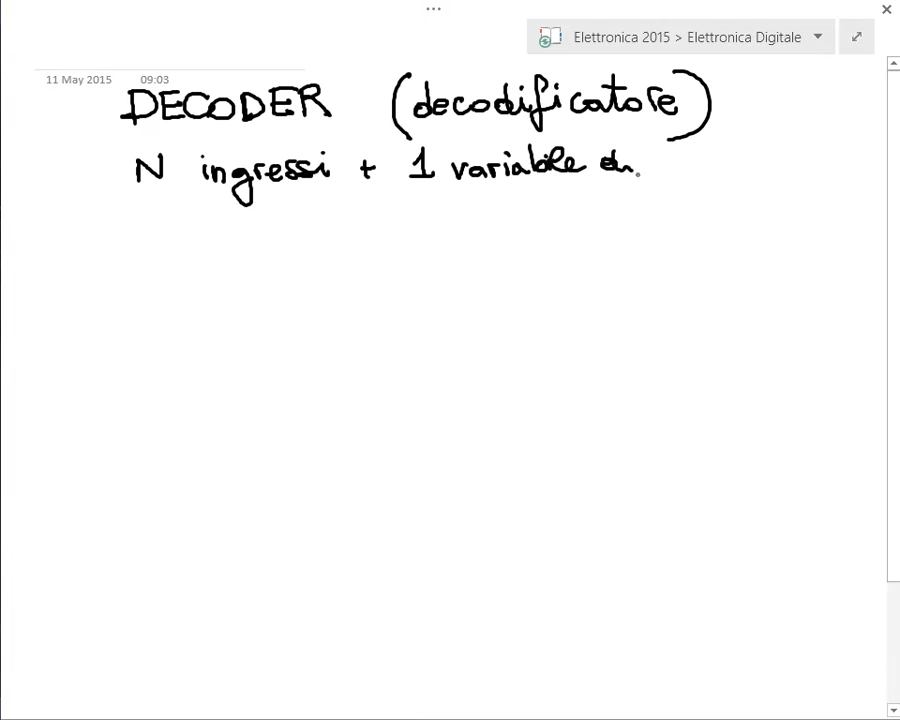 ...
Elettronica 2015 > Elettronica Digitale
11 May 2015 09:03
DECODER (decodificatore)
N ingressi + 1 variabile